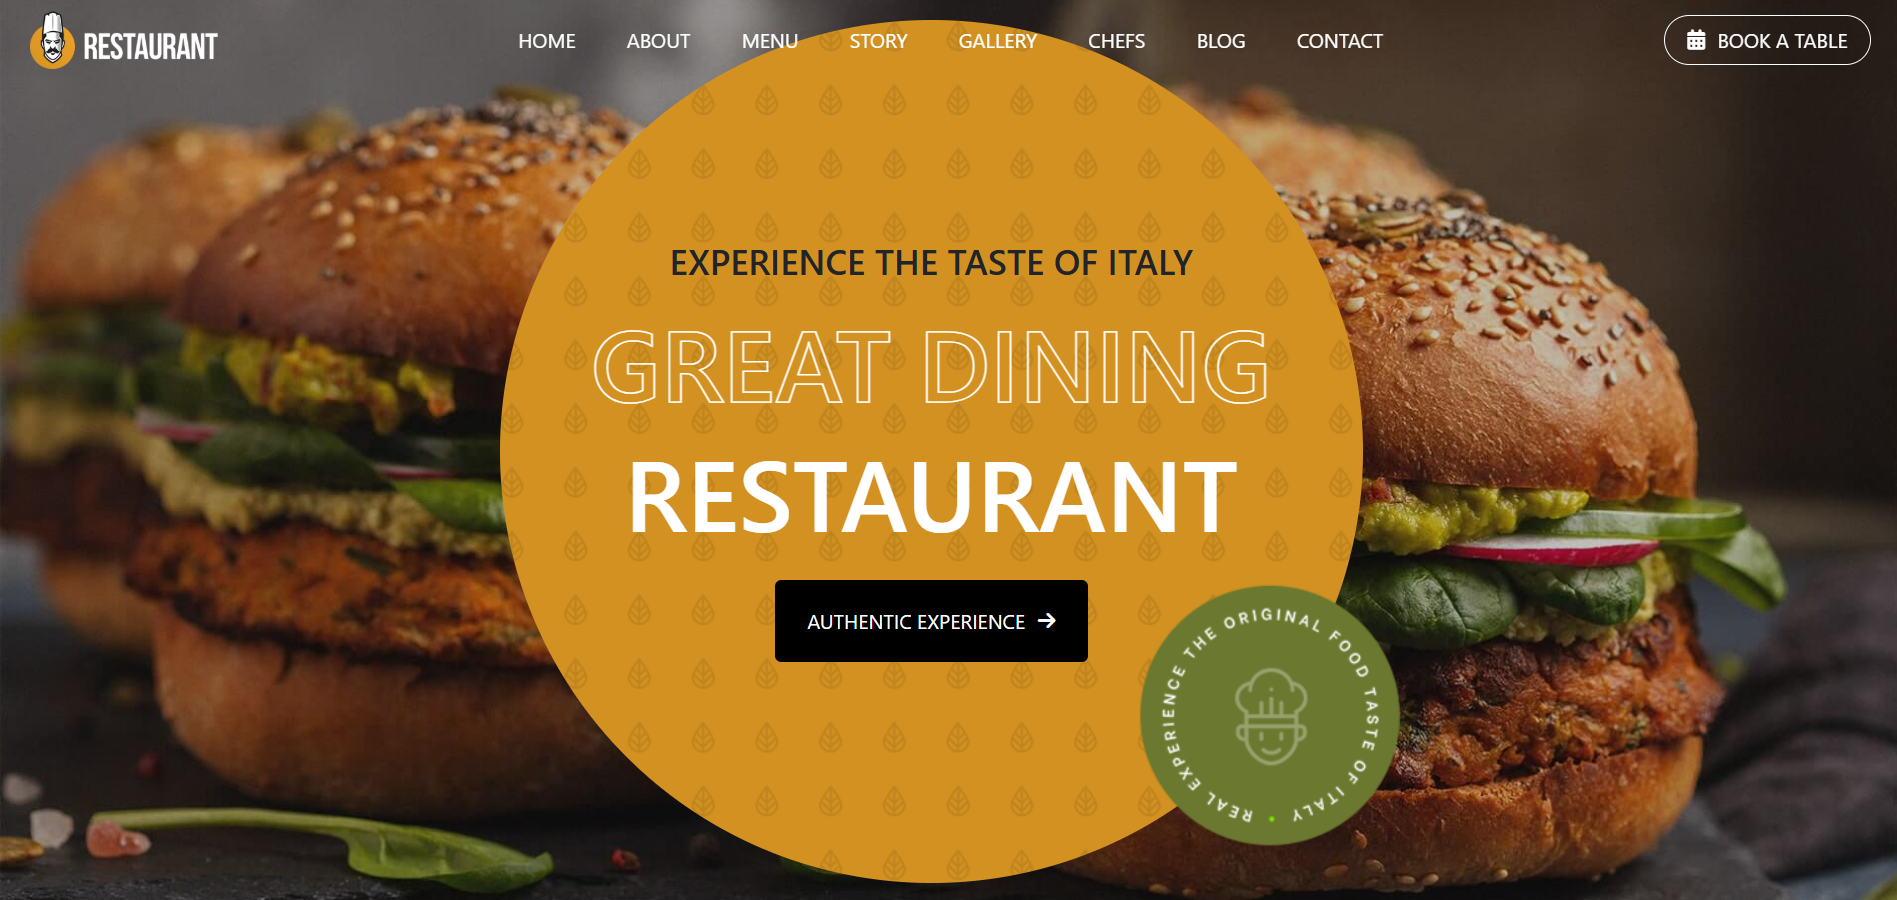 RESTAURANT
HOME ABOUT MENU STORY GALLERY CHEFS BLOG CONTACT
BOOK A TABLE
EXPERIENCE THE TASTE OF ITALY
GREAT DINING
RESTAURANT
AUTHENTIC EXPERIENCE
REAL EXPERIENCE THE ORIGINAL FOOD TASTE OF ITALY •